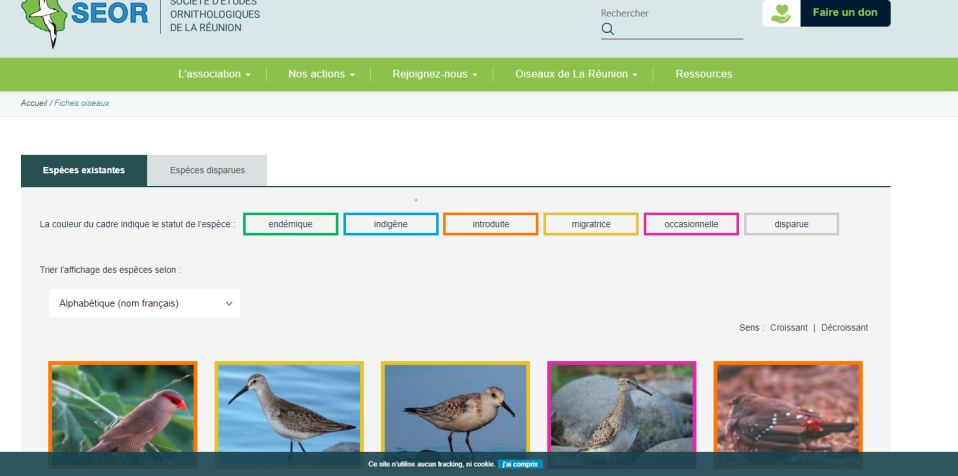 SEOR
SOCIÉTÉ D'ÉTUDES
ORNITHOLOGIQUES
DE LA RÉUNION
Rechercher
Faire un don
L'association
Nos actions
Rejoignez-nous
Oiseaux de La Réunion
Ressources
Accueil / Fiches oiseaux
Espèces existantes
Espèces disparues
La couleur du cadre indique le statut de l'espèce :
endémique
indigène
introduite
migratrice
occasionnelle
disparue
Trier l'affichage des espèces selon :
Alphabétique (nom français)
Sens : Croissant | Décroissant
Ce site n'utilise aucun tracking, ni cookie. j'ai compris